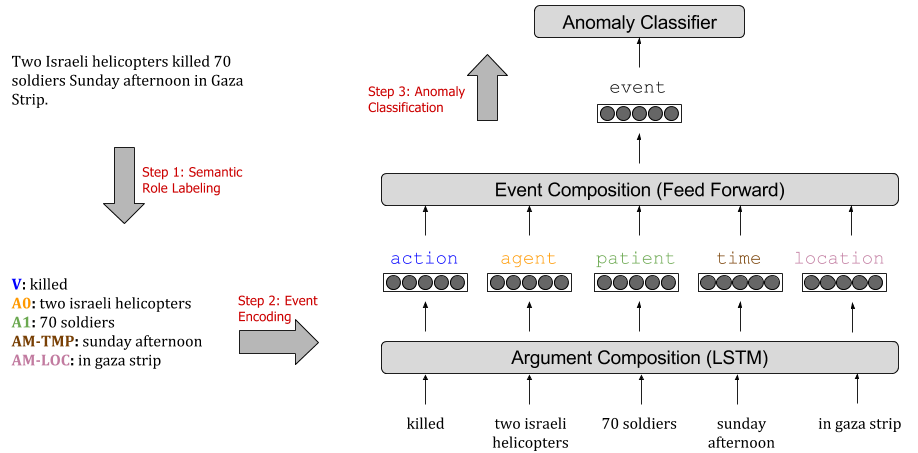 Two Israeli helicopters killed 70
soldiers Sunday afternoon in Gaza
Strip.
Step 1: Semantic
Role Labeling
V: killed
A0: two israeli helicopters
A1: 70 soldiers
AM-TMP: sunday afternoon
AM-LOC: in gaza strip
Step 2: Event
Encoding
Step 3: Anomaly
Classification
Anomaly Classifier
event
Event Composition (Feed Forward)
action
agent
patient
time
location
Argument Composition (LSTM)
killed
two israeli
helicopters
70 soldiers
sunday
afternoon
in gaza strip